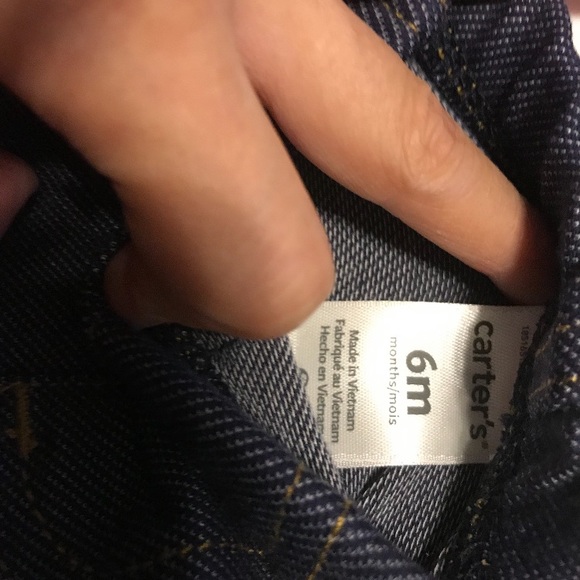 carter's®
6m
months/mois
Made in Vietnam
Fabriqué au Vietnam
Hecho en Vietnam